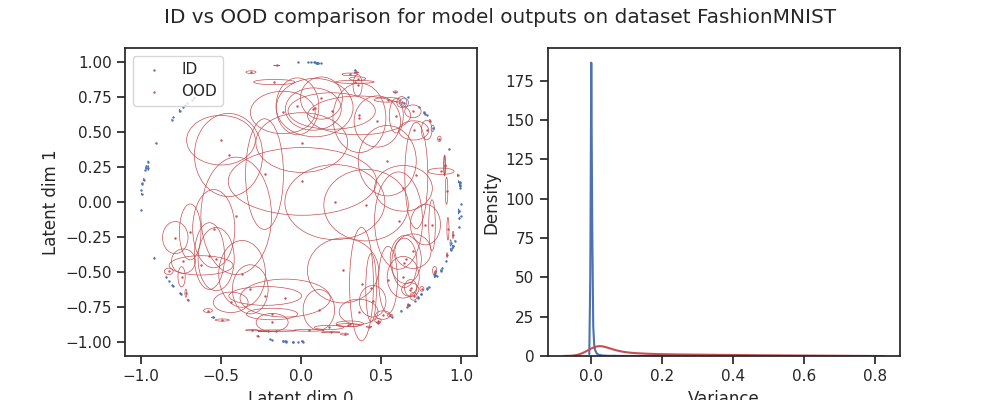 ID vs OOD comparison for model outputs on dataset FashionMNIST
ID
OOD
1.00
0.75
0.50
0.25
0.00
−0.25
−0.50
−0.75
−1.00
Latent dim 1
−1.0 −0.5 0.0 0.5 1.0
Latent dim 0
175
150
125
100
75
50
25
0
Density
0.0 0.2 0.4 0.6 0.8
Variance